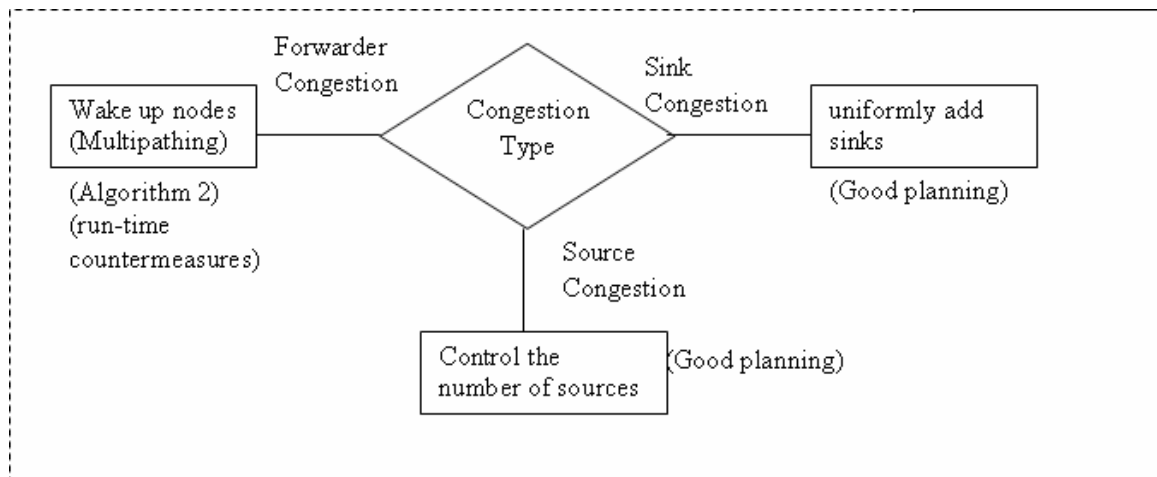 Forwarder
Congestion
Wake up nodes
(Multipathing)
(Algorithm 2)
(run-time
countermeasures)
Congestion
Type
Sink
Congestion
uniformly add
sinks
(Good planning)
Source
Congestion
Control the
number of sources
(Good planning)